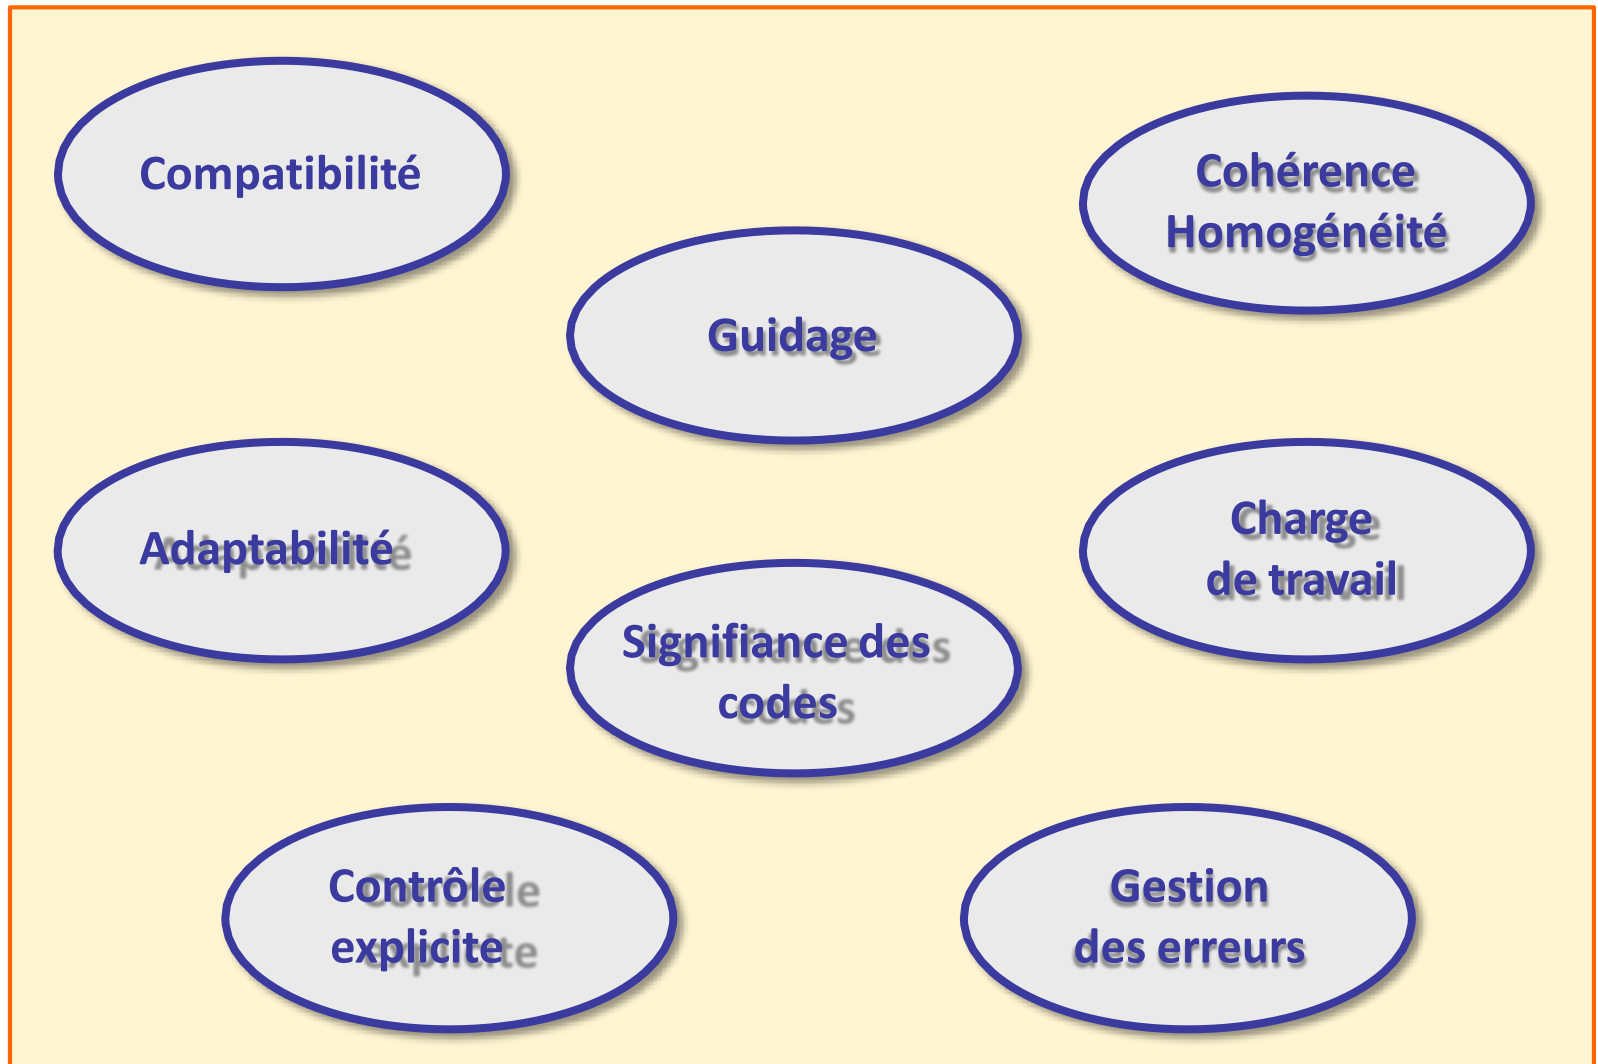 Compatibilité
Cohérence
Homogénéité
Guidage
Adaptabilité
Charge
de travail
Signifiance des
codes
Contrôle
explicite
Gestion
des erreurs